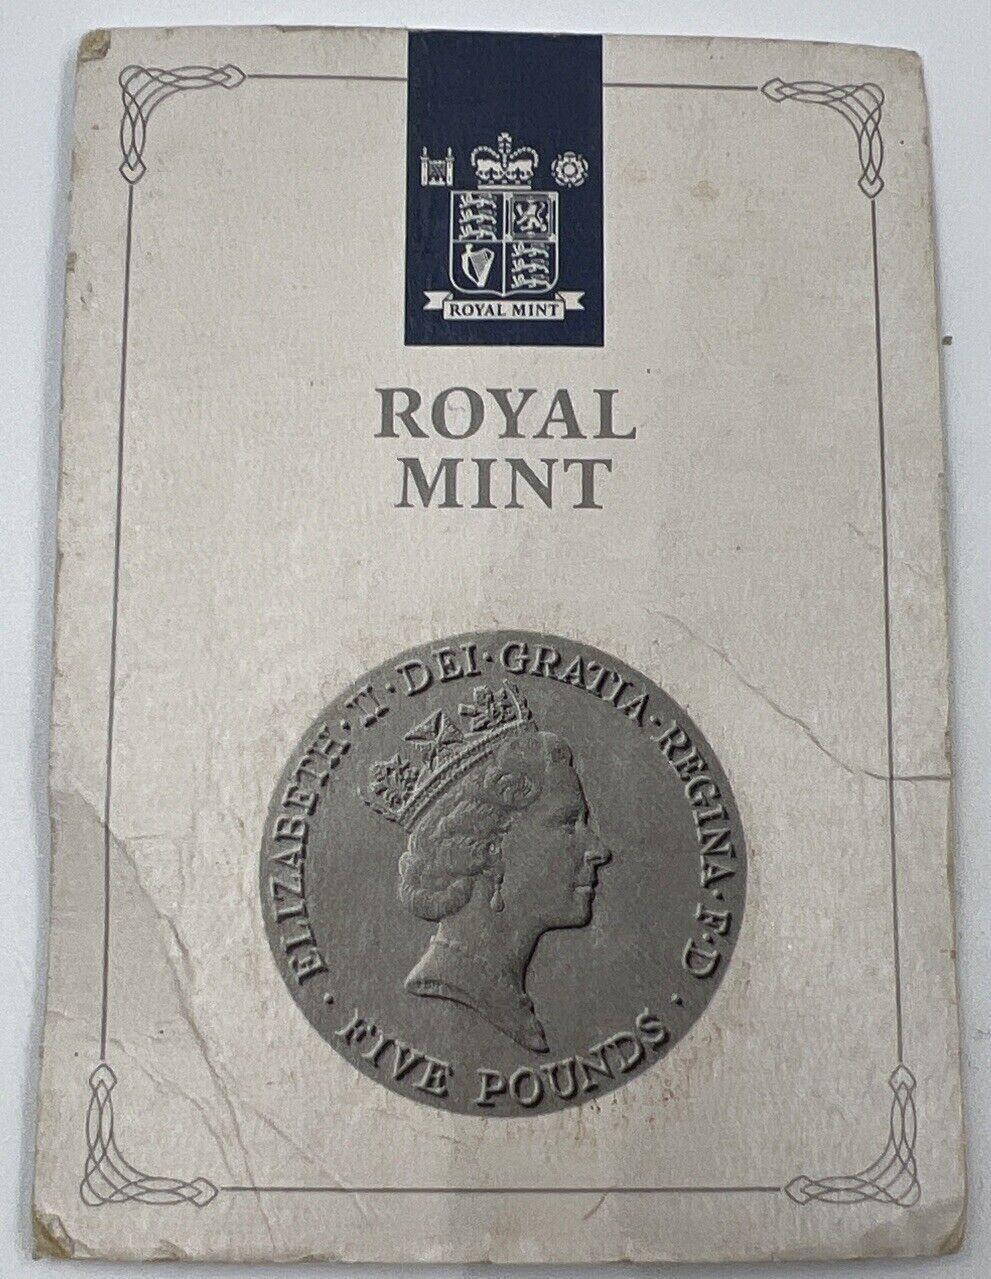 ROYAL MINT
ROYAL
MINT
ELIZABETH · II · DEI · GRATIA · REGINA · F · D ·
· FIVE POUNDS ·